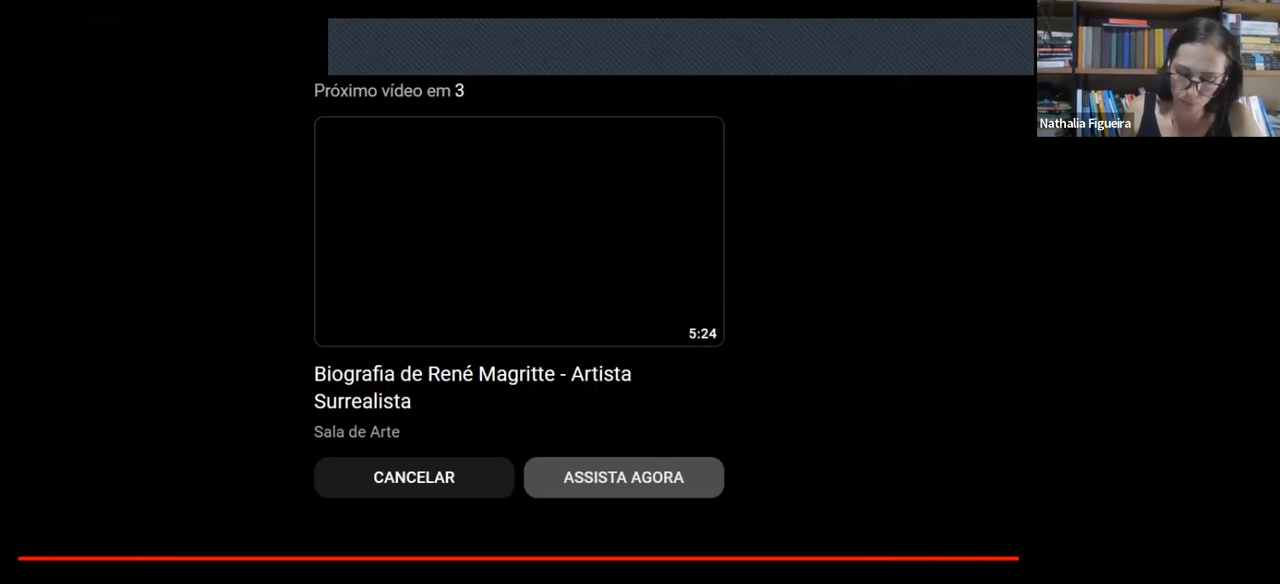 Próximo vídeo em 3
Nathalia Figueira
5:24
Biografia de René Magritte - Artista
Surrealista
Sala de Arte
CANCELAR
ASSISTA AGORA